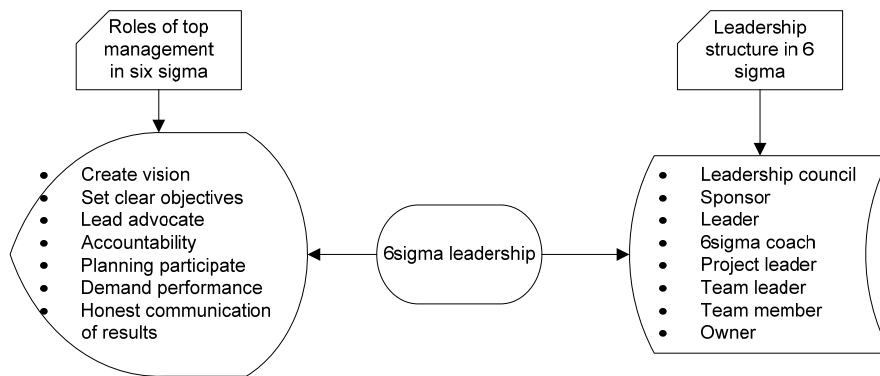 Roles of top
management
in six sigma
Leadership
structure in 6
sigma
• Create vision
• Set clear objectives
• Lead advocate
• Accountability
• Planning participate
• Demand performance
• Honest communication
of results
6sigma leadership
• Leadership council
• Sponsor
• Leader
• 6sigma coach
• Project leader
• Team leader
• Team member
• Owner